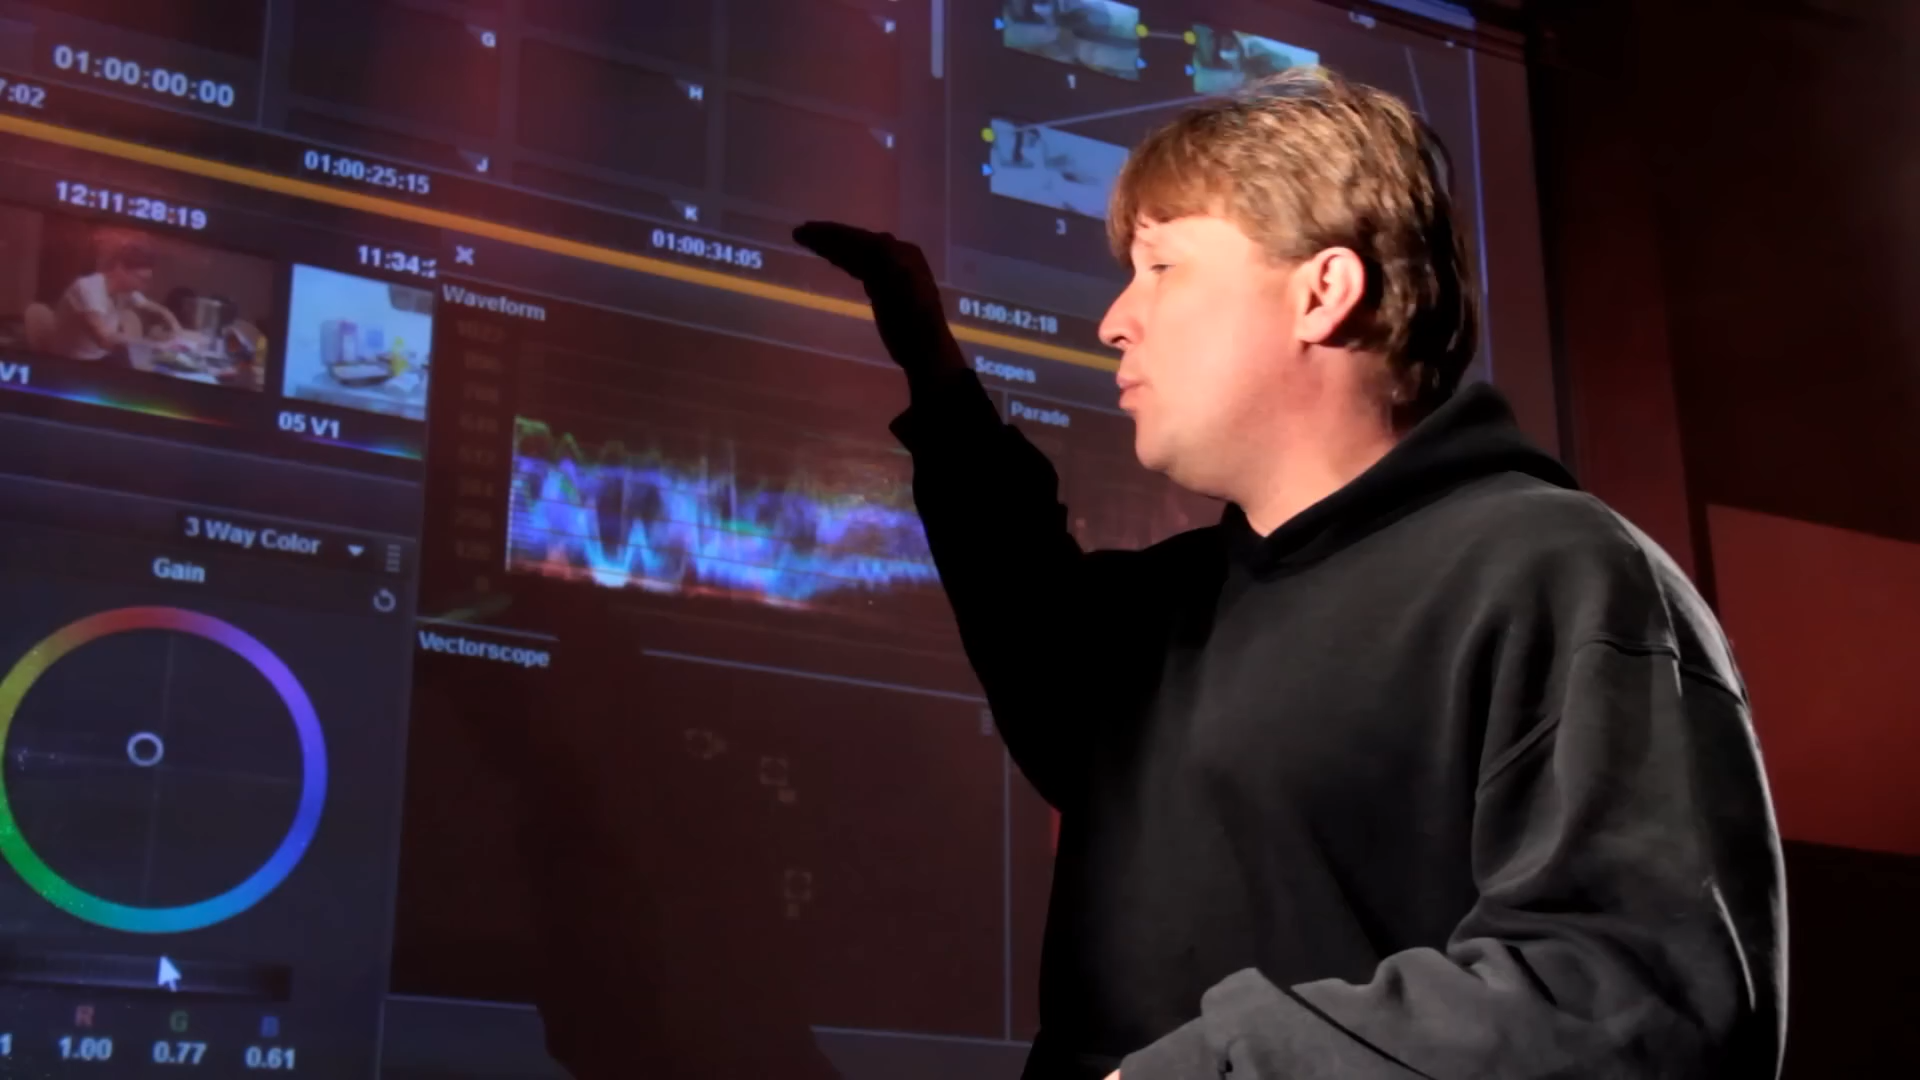 01:00:00:00
G
F
H
I
J
K
1
3
7:02
01:00:25:15
01:00:34:05
01:00:42:18
12:11:28:19
11:34:
V1
05 V1
Waveform
Scopes
Parade
3 Way Color
Gain
Vectorscope
R G B
1.00 0.77 0.61